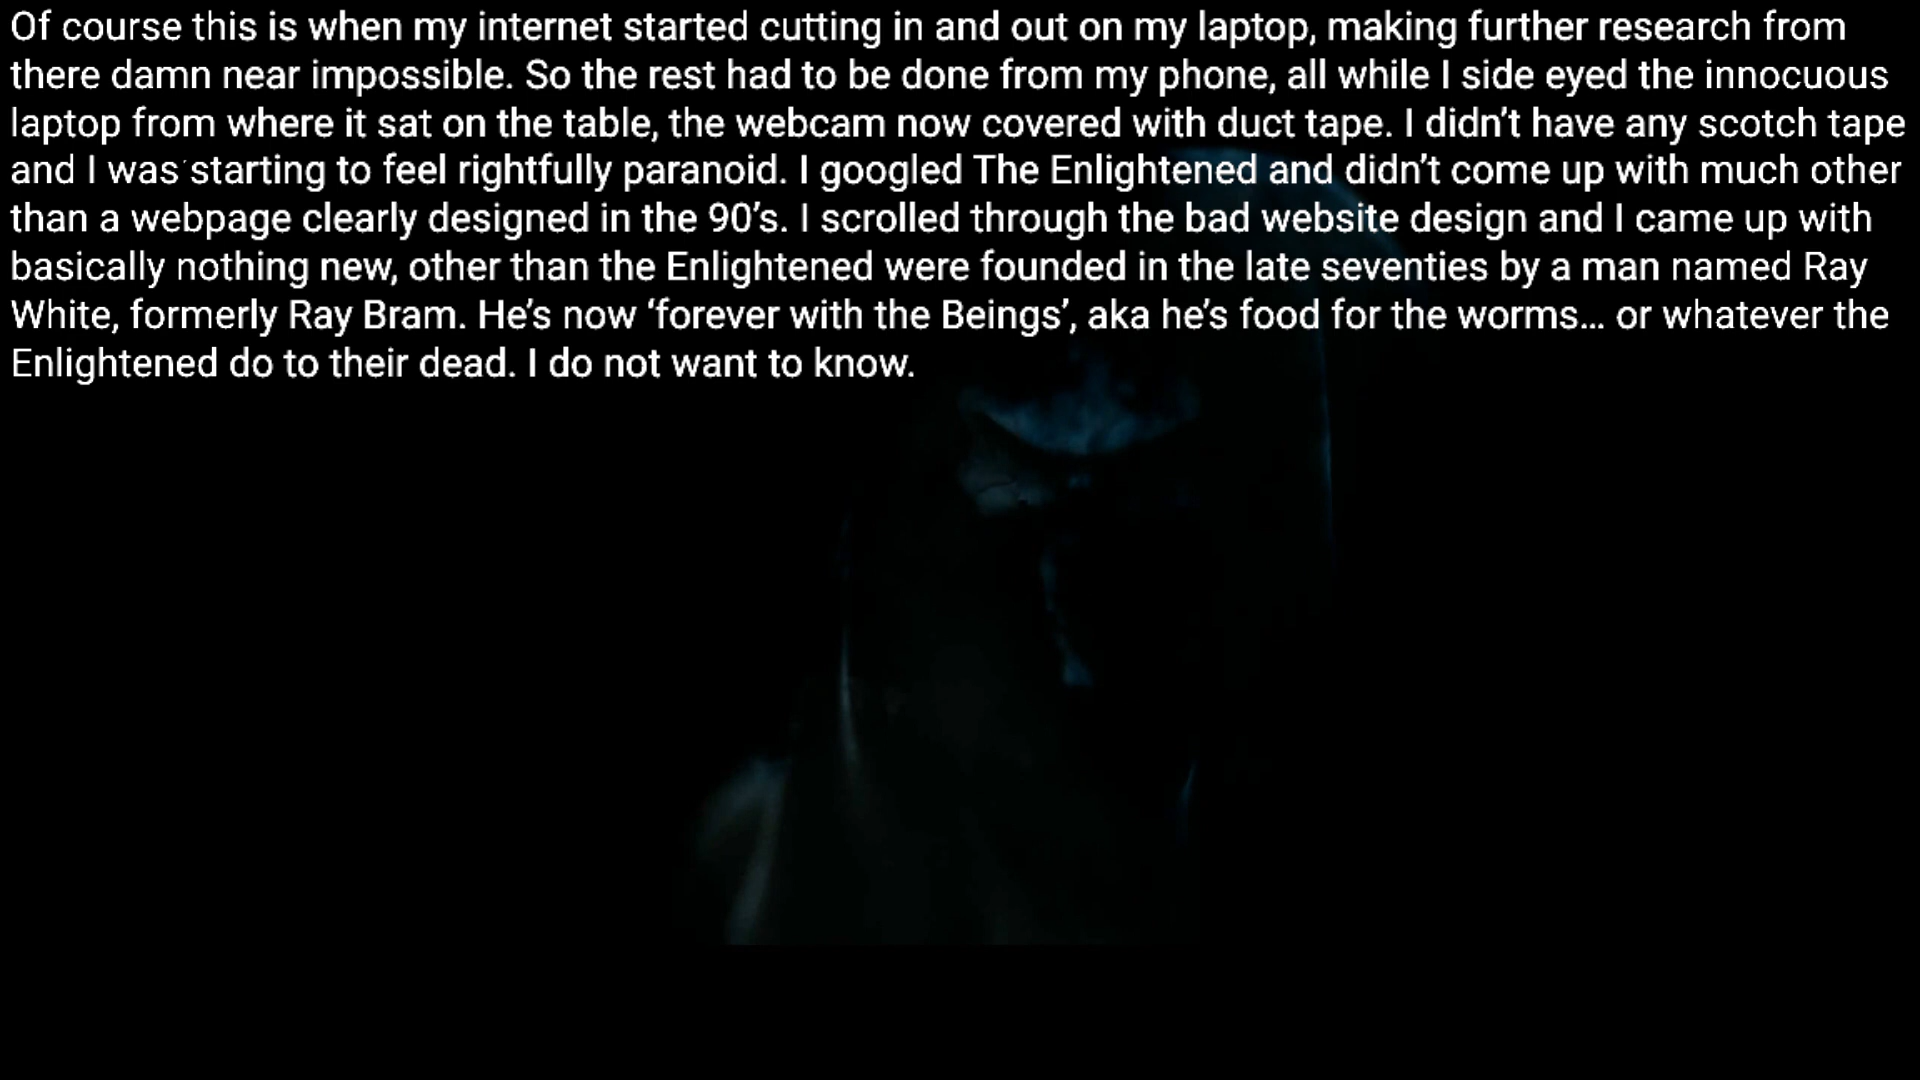 Of course this is when my internet started cutting in and out on my laptop, making further research from
there damn near impossible. So the rest had to be done from my phone, all while I side eyed the innocuous
laptop from where it sat on the table, the webcam now covered with duct tape. I didn’t have any scotch tape
and I was starting to feel rightfully paranoid. I googled The Enlightened and didn’t come up with much other
than a webpage clearly designed in the 90’s. I scrolled through the bad website design and I came up with
basically nothing new, other than the Enlightened were founded in the late seventies by a man named Ray
White, formerly Ray Bram. He’s now ‘forever with the Beings’, aka he’s food for the worms… or whatever the
Enlightened do to their dead. I do not want to know.